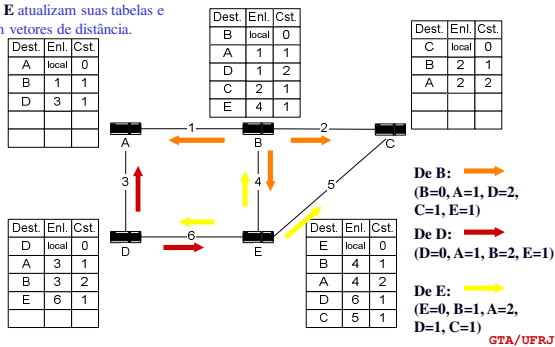 E atualizam suas tabelas e
vetores de distância.
Dest. Enl. Cst.
A local 0
B 1 1
D 3 1
Dest. Enl. Cst.
B local 0
A 1 1
D 1 2
C 2 1
E 4 1
Dest. Enl. Cst.
C local 0
B 2 1
A 2 2
1 2
A B C
3 4 5
6
D E
Dest. Enl. Cst.
D local 0
A 3 1
B 3 2
E 6 1
Dest. Enl. Cst.
E local 0
B 4 1
A 4 2
D 6 1
C 5 1
De B:
(B=0, A=1, D=2,
C=1, E=1)
De D:
(D=0, A=1, B=2, E=1)
De E:
(E=0, B=1, A=2,
D=1, C=1)
GTA/UFRJ